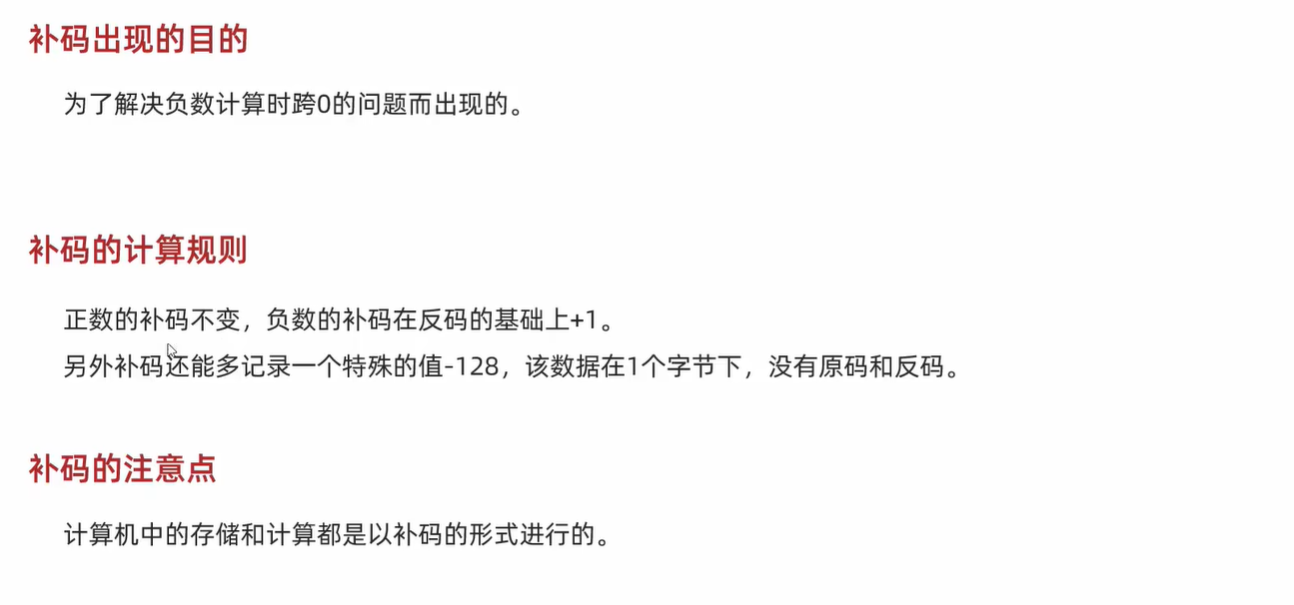 补码出现的目的
为了解决负数计算时跨0的问题而出现的。
补码的计算规则
正数的补码不变，负数的补码在反码的基础上+1。
另外补码还能多记录一个特殊的值-128，该数据在1个字节下，没有原码和反码。
补码的注意点
计算机中的存储和计算都是以补码的形式进行的。